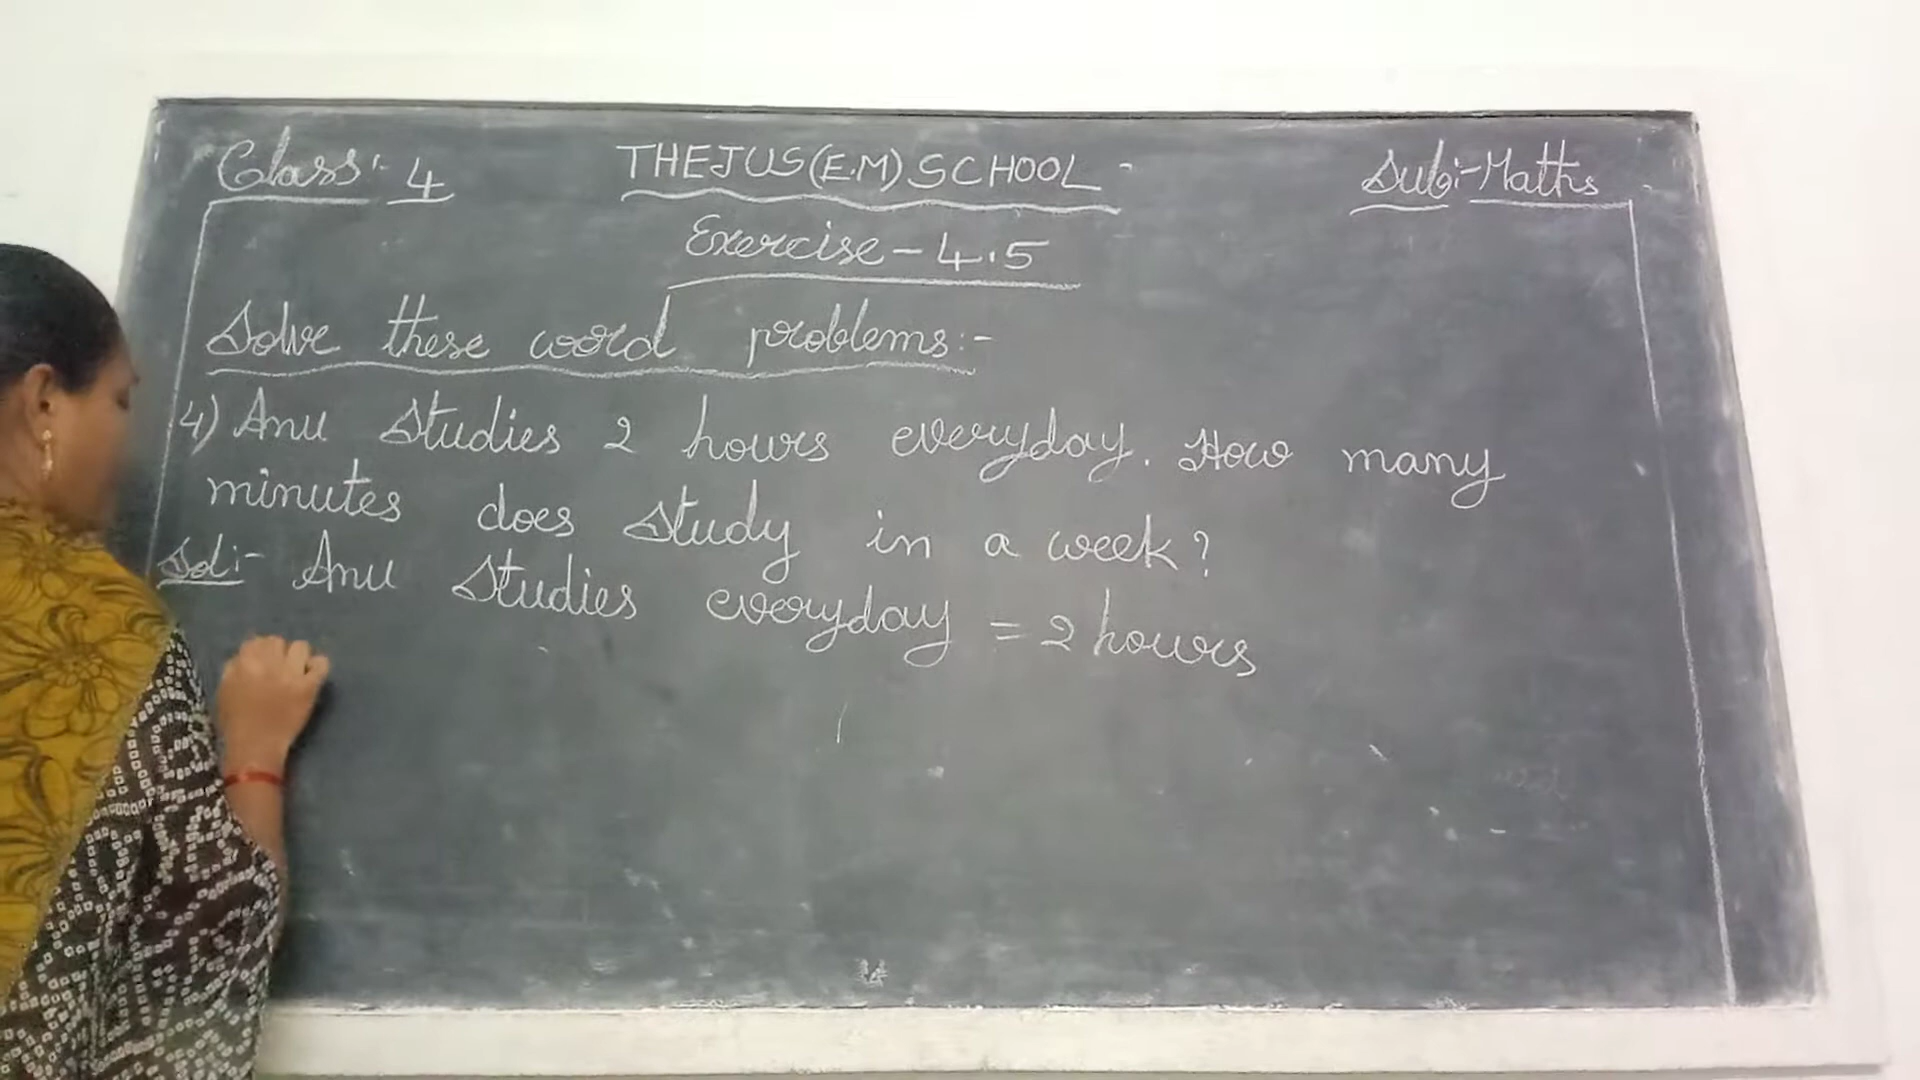 Class:- 4 THEJUS(E.M) SCHOOL Sub:-Maths
Exercise - 4.5
Solve these word problems:-
4) Anu studies 2 hours everyday. How many
minutes does study in a week?
Sol:- Anu studies everyday = 2 hours